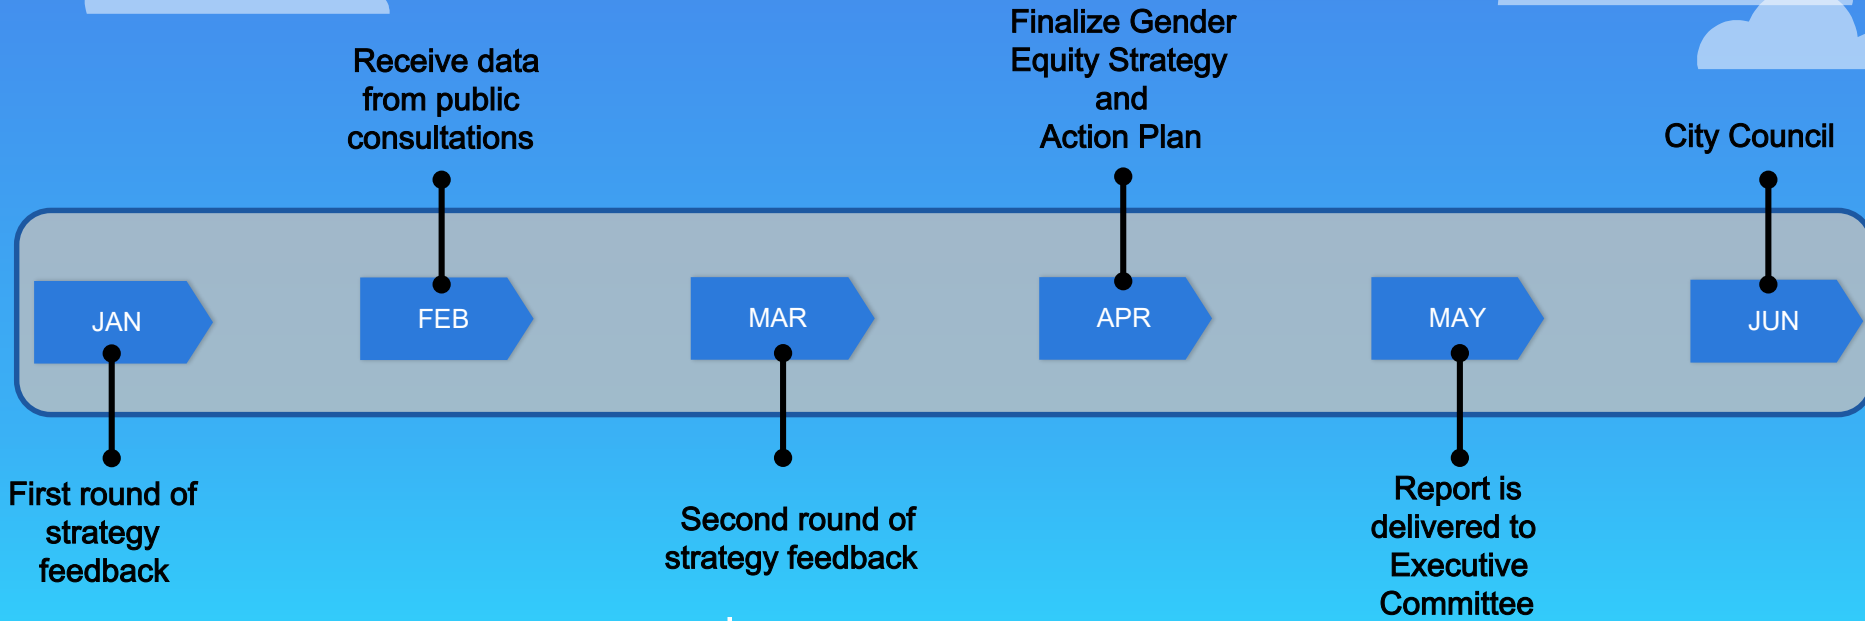 Receive data
from public
consultations
Finalize Gender
Equity Strategy
and
Action Plan
City Council
JAN
FEB
MAR
APR
MAY
JUN
First round of
strategy
feedback
Second round of
strategy feedback
Report is
delivered to
Executive
Committee